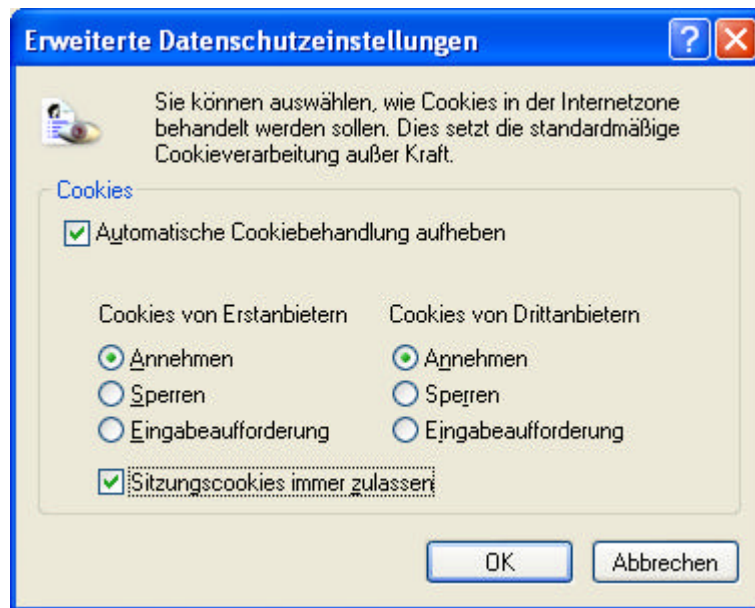 Erweiterte Datenschutzeinstellungen
Sie können auswählen, wie Cookies in der Internetzone
behandelt werden sollen. Dies setzt die standardmäßige
Cookieverarbeitung außer Kraft.
Cookies
Automatische Cookiebehandlung aufheben
Cookies von Erstanbietern
Cookies von Drittanbietern
Annehmen
Annehmen
Sperren
Sperren
Eingabeaufforderung
Eingabeaufforderung
Sitzungscookies immer zulassen
OK
Abbrechen